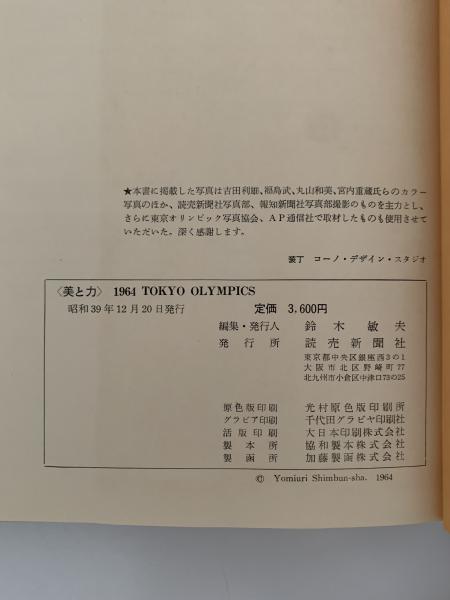 ★本書に掲載した写真は吉田利雄、福島武、丸山和美、宮内重蔵氏らのカラー
写真のほか、読売新聞社写真部、報知新聞社写真部撮影のものを主力とし、
さらに東京オリンピック写真協会、AP通信社で取材したものも使用させて
いただいた。深く感謝します。
装丁 コーノ・デザイン・スタジオ
〈美と力〉 1964 TOKYO OLYMPICS
昭和39年12月20日発行 定価 3,600円
編集・発行人 鈴木敏夫
発行所 読売新聞社
東京都中央区銀座西3の1
大阪市北区野崎町77
北九州市小倉区中津口73の25
原色版印刷 光村原色版印刷所
グラビア印刷 千代田グラビヤ印刷社
活版印刷 大日本印刷株式会社
製本所 協和製本株式会社
製函所 加藤製函株式会社
© Yomiuri Shimbun-sha. 1964